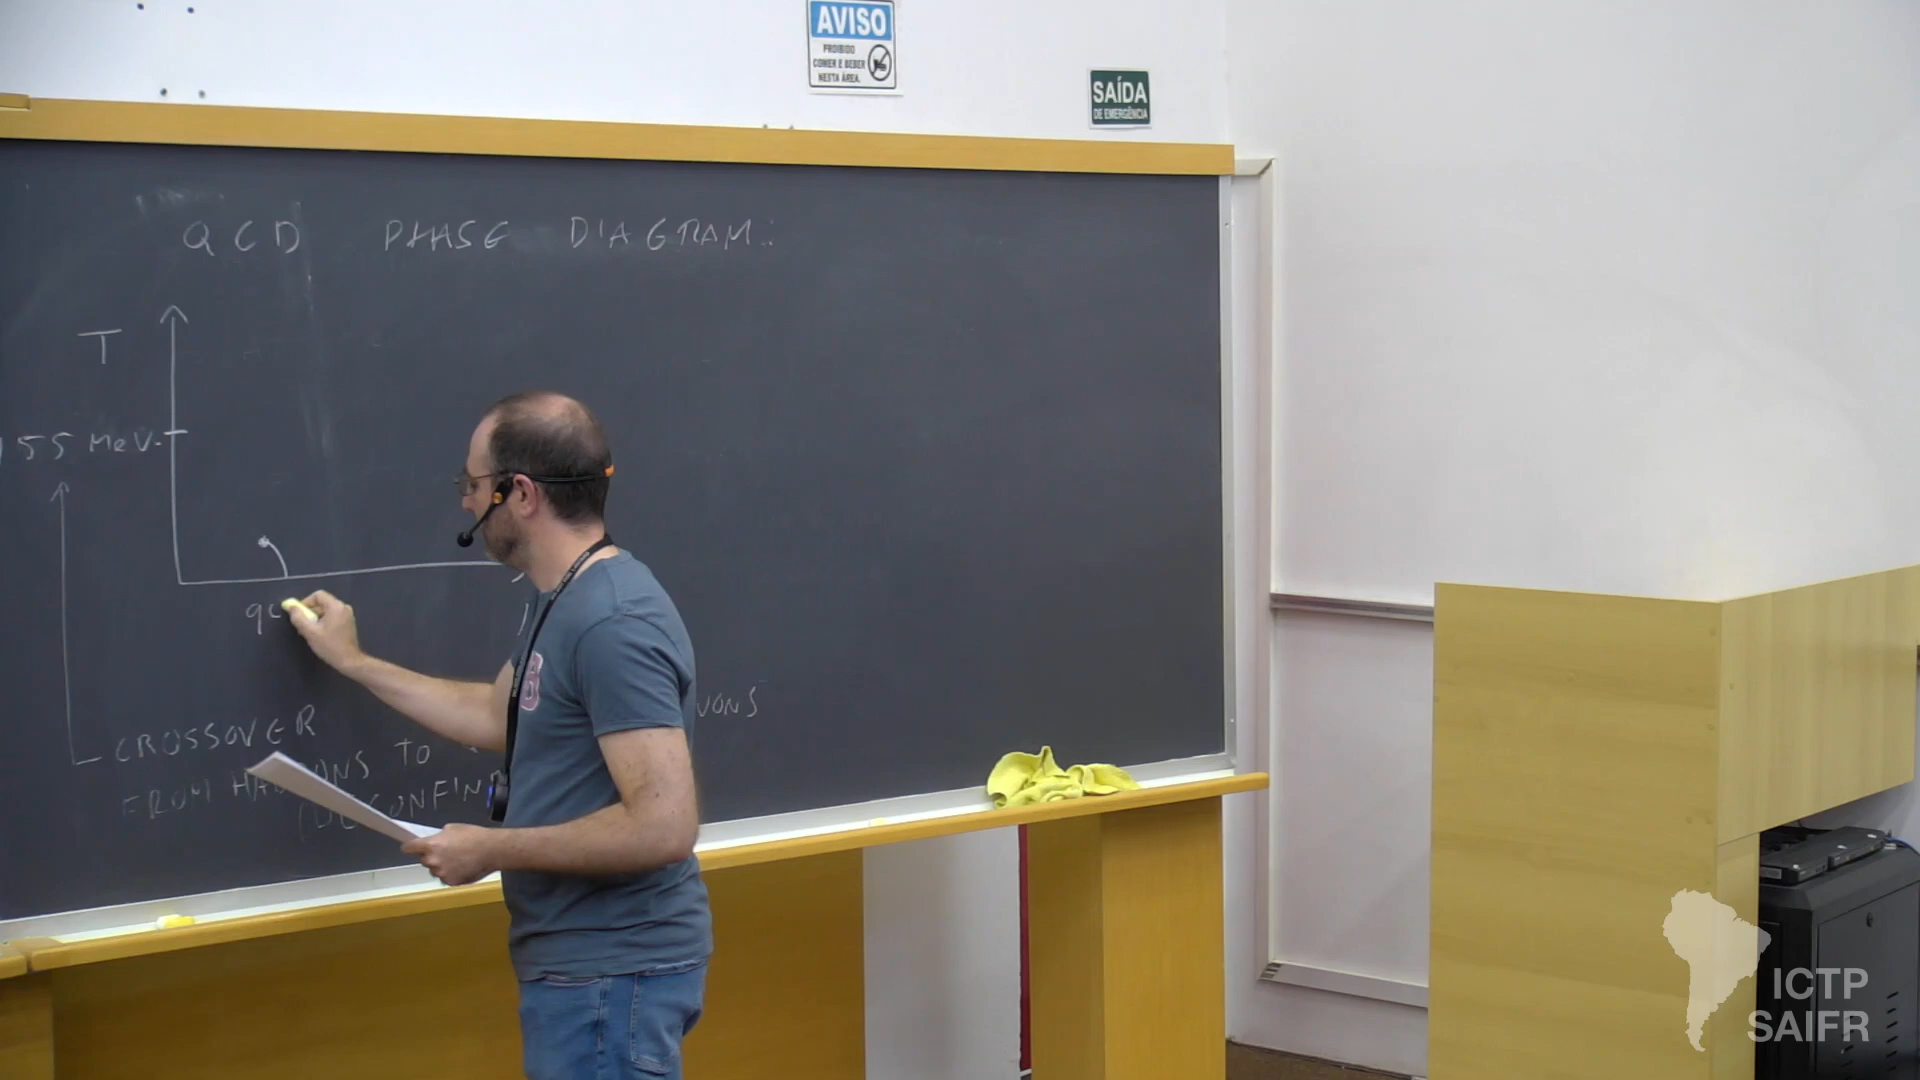 AVISO
PROIBIDO
COMER E BEBER
NESTA ÁREA.
SAÍDA
DE EMERGÊNCIA
QCD PHASE DIAGRAM:
T
155 MeV
CROSSOVER
FROM TO
ICTP
SAIFR